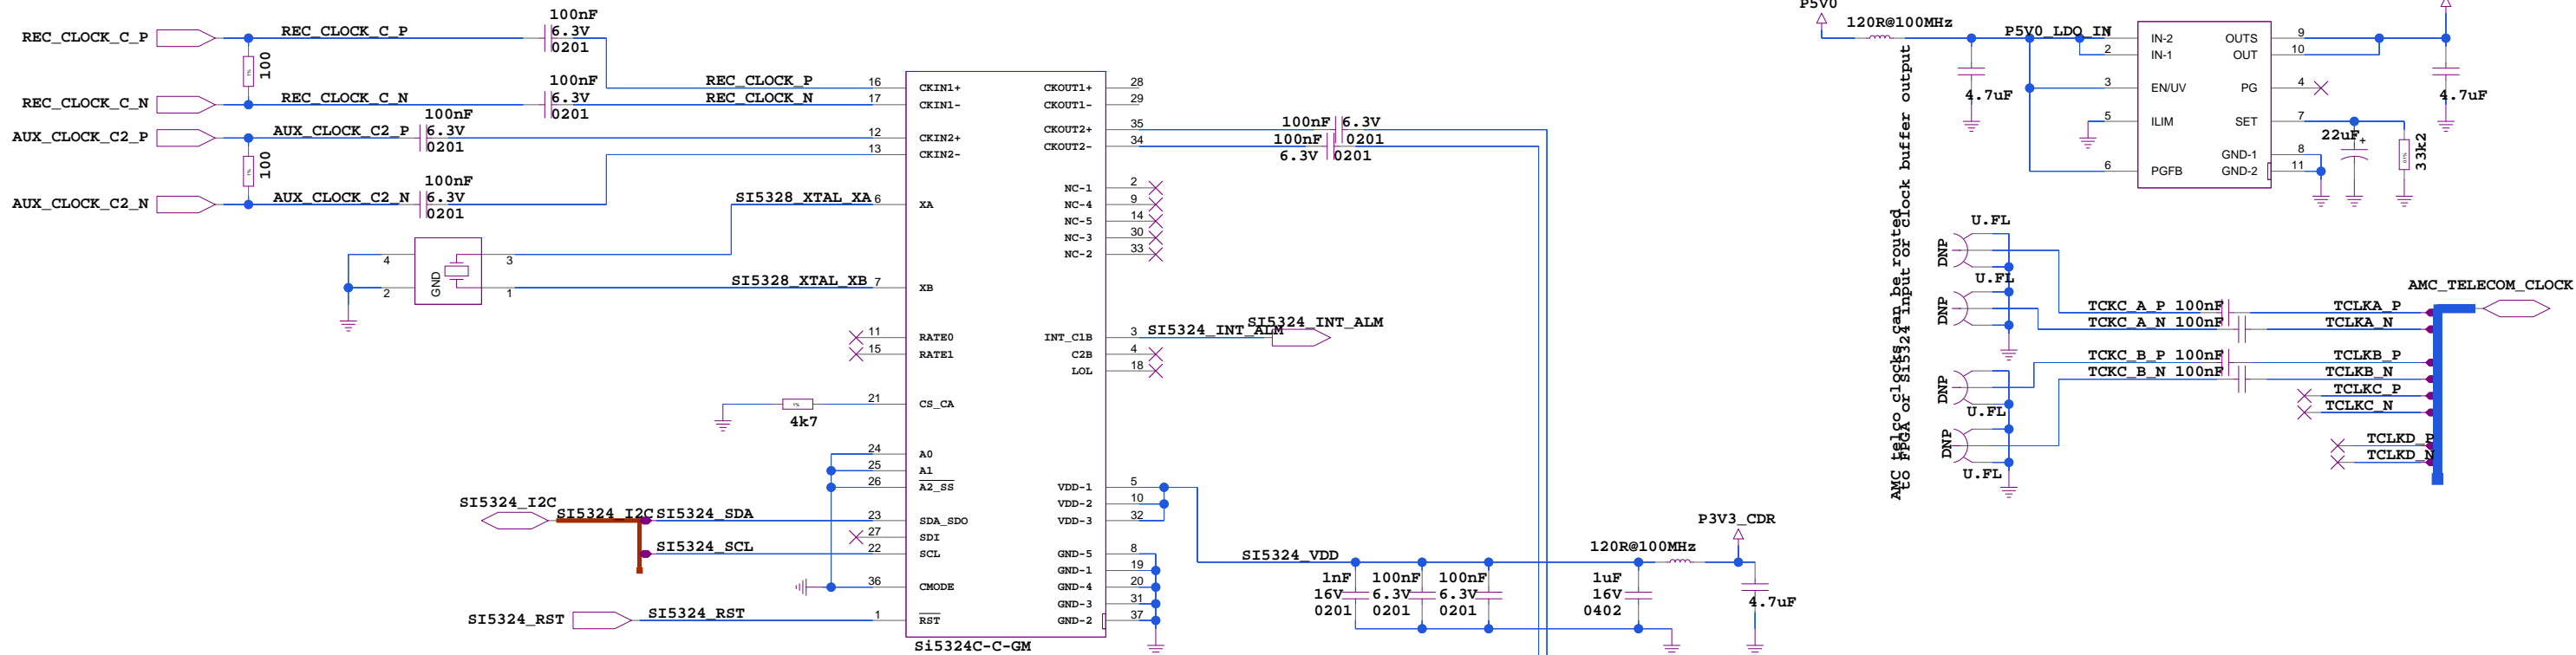 REC_CLOCK_C_P
REC_CLOCK_C_P
100nF
6.3V
0201
100
REC_CLOCK_C_N
REC_CLOCK_C_N
100nF
6.3V
0201
REC_CLOCK_P
16
REC_CLOCK_N
17
AUX_CLOCK_C2_P
AUX_CLOCK_C2_P
100nF
6.3V
0201
12
13
100
AUX_CLOCK_C2_N
AUX_CLOCK_C2_N
100nF
6.3V
0201
SI5328_XTAL_XA
6
4
3
GND
2
1
SI5328_XTAL_XB
7
11
15
21
4k7
24
25
26
SI5324_I2C
SI5324_I2C
SI5324_SDA
23
27
SI5324_SCL
22
36
SI5324_RST
SI5324_RST
1
CKIN1+
CKIN1-
CKIN2+
CKIN2-
XA
XB
RATE0
RATE1
CS_CA
A0
A1
A2_SS
SDA_SDO
SDI
SCL
CMODE
RST
Si5324C-C-GM
CKOUT1+
28
CKOUT1-
29
CKOUT2+
35
CKOUT2-
34
100nF
6.3V
0201
100nF
6.3V
0201
NC-1
2
NC-4
9
NC-5
14
NC-3
30
NC-2
33
INT_C1B
3
SI5324_INT_ALM
SI5324_INT_ALM
C2B
4
LOL
18
VDD-1
5
VDD-2
10
VDD-3
32
GND-5
8
GND-1
19
GND-4
20
GND-3
31
GND-2
37
SI5324_VDD
1nF
16V
0201
100nF
6.3V
0201
100nF
6.3V
0201
1uF
16V
0402
120R@100MHz
P3V3_CDR
4.7uF
P5V0
120R@100MHz
P5V0_LDO_IN
4.7uF
2
3
5
6
IN-2
IN-1
EN/UV
ILIM
PGFB
OUTS
9
OUT
10
PG
4
SET
7
GND-1
8
GND-2
11
4.7uF
22uF
+
33k2
AMC telco clocks can be routed
to FPGA or Si5324 input or clock buffer output
U.FL
DNP
U.FL
DNP
DNP
U.FL
DNP
U.FL
TCKC_A_P 100nF
TCLKA_P
TCKC_A_N 100nF
TCLKA_N
TCKC_B_P 100nF
TCLKB_P
TCKC_B_N 100nF
TCLKB_N
TCLKC_P
TCLKC_N
TCLKD_P
TCLKD_N
AMC_TELECOM_CLOCK